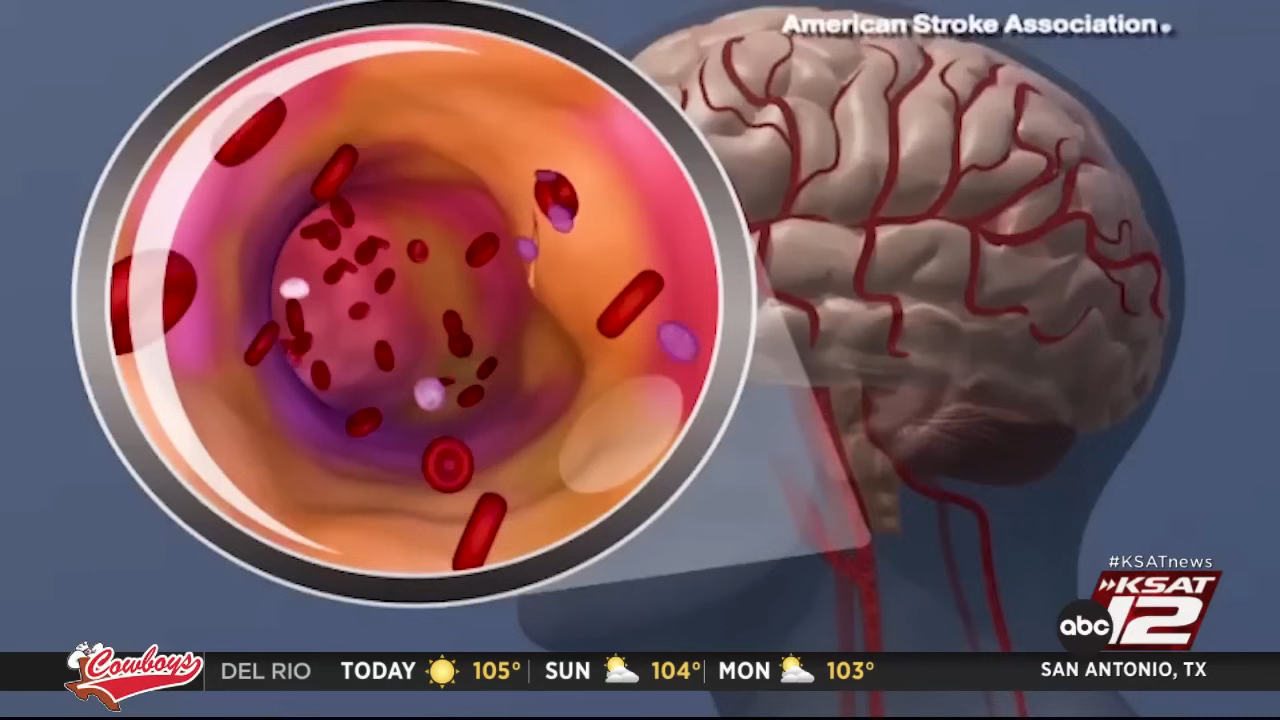 American Stroke Association.
#KSATnews
KSAT
abc 12
Cowboys DEL RIO TODAY 105° SUN 104° MON 103° SAN ANTONIO, TX